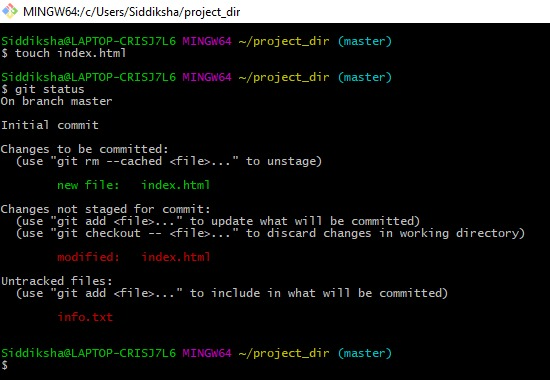 MINGW64:/c/Users/Siddiksha/project_dir
Siddiksha@LAPTOP-CRISJ7L6 MINGW64 ~/project_dir (master)
$ touch index.html
Siddiksha@LAPTOP-CRISJ7L6 MINGW64 ~/project_dir (master)
$ git status
On branch master
Initial commit
Changes to be committed:
  (use "git rm --cached <file>..." to unstage)
        new file:   index.html
Changes not staged for commit:
  (use "git add <file>..." to update what will be committed)
  (use "git checkout -- <file>..." to discard changes in working directory)
        modified:   index.html
Untracked files:
  (use "git add <file>..." to include in what will be committed)
        info.txt
Siddiksha@LAPTOP-CRISJ7L6 MINGW64 ~/project_dir (master)
$